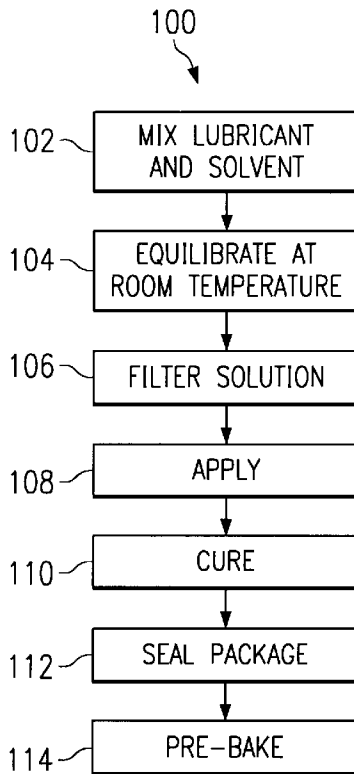 100
102
MIX LUBRICANT
AND SOLVENT
104
EQUILIBRATE AT
ROOM TEMPERATURE
106
FILTER SOLUTION
108
APPLY
110
CURE
112
SEAL PACKAGE
114
PRE-BAKE